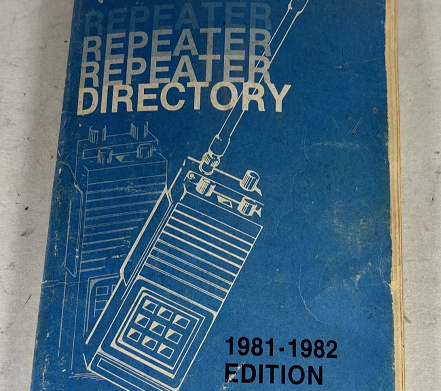 REPEATER
REPEATER
REPEATER
DIRECTORY
1981-1982
EDITION